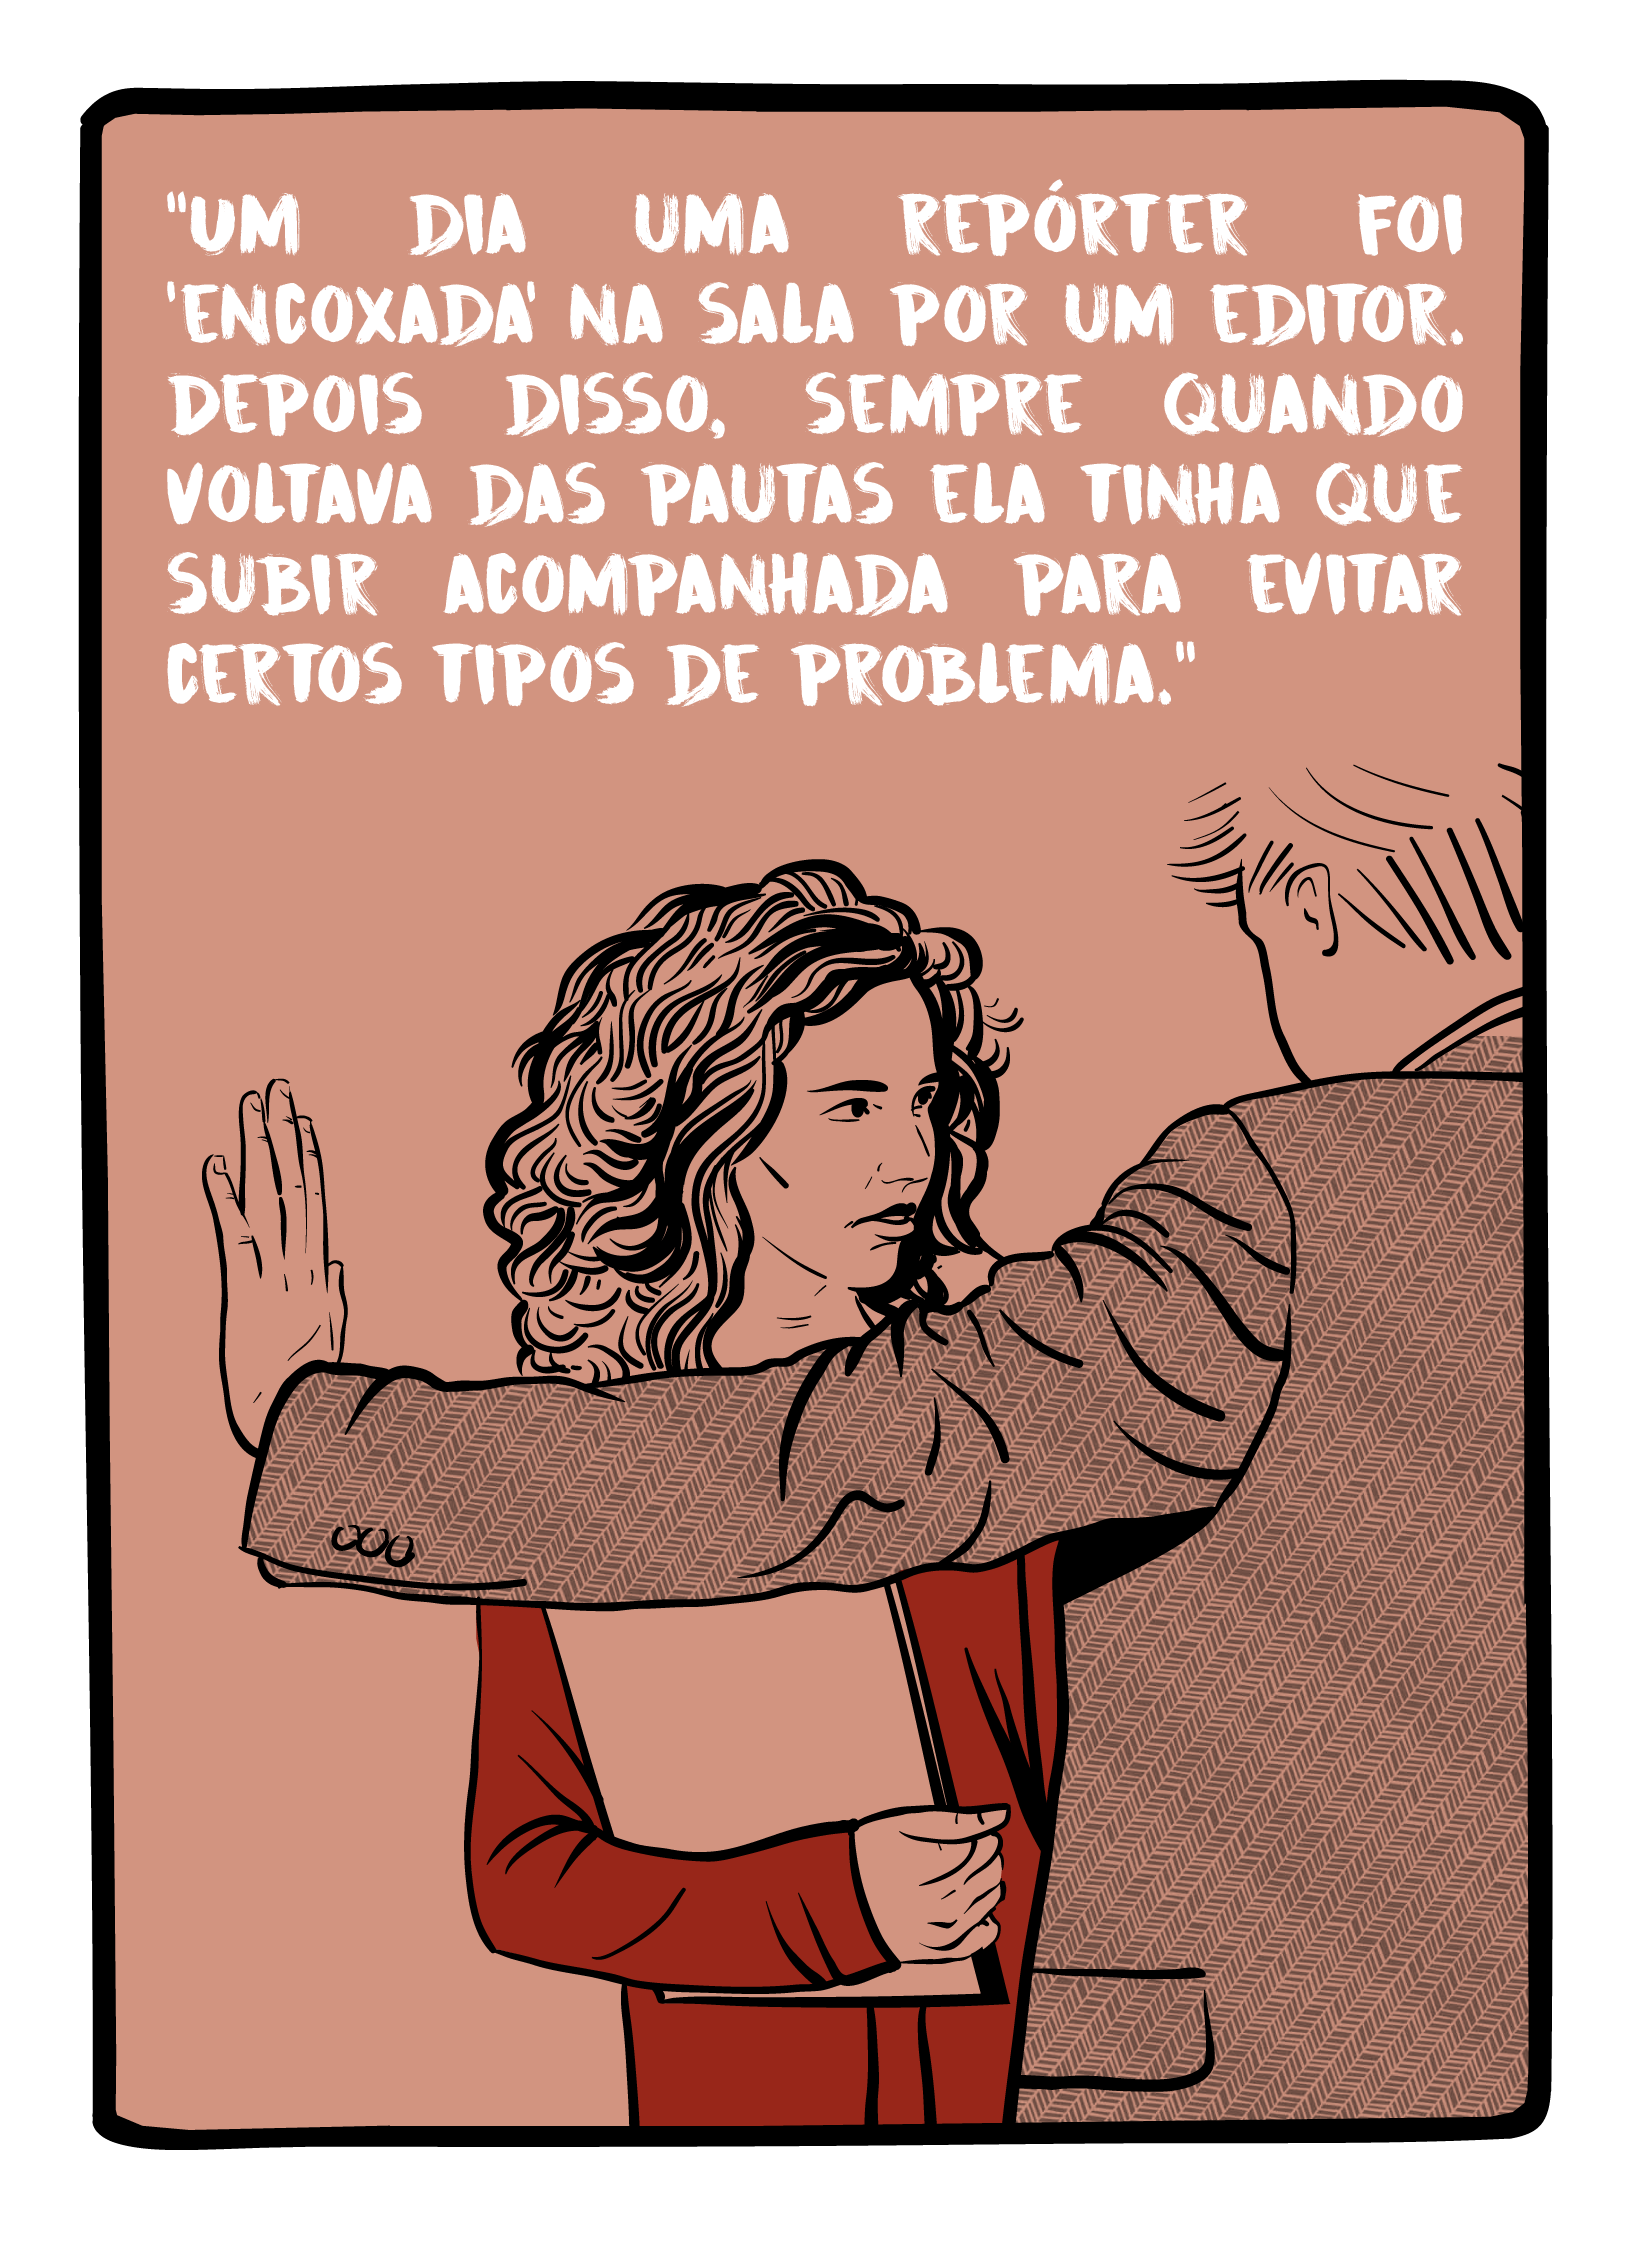 "UM DIA UMA REPÓRTER FOI
'ENCOXADA' NA SALA POR UM EDITOR.
DEPOIS DISSO, SEMPRE QUANDO
VOLTAVA DAS PAUTAS ELA TINHA QUE
SUBIR ACOMPANHADA PARA EVITAR
CERTOS TIPOS DE PROBLEMA."